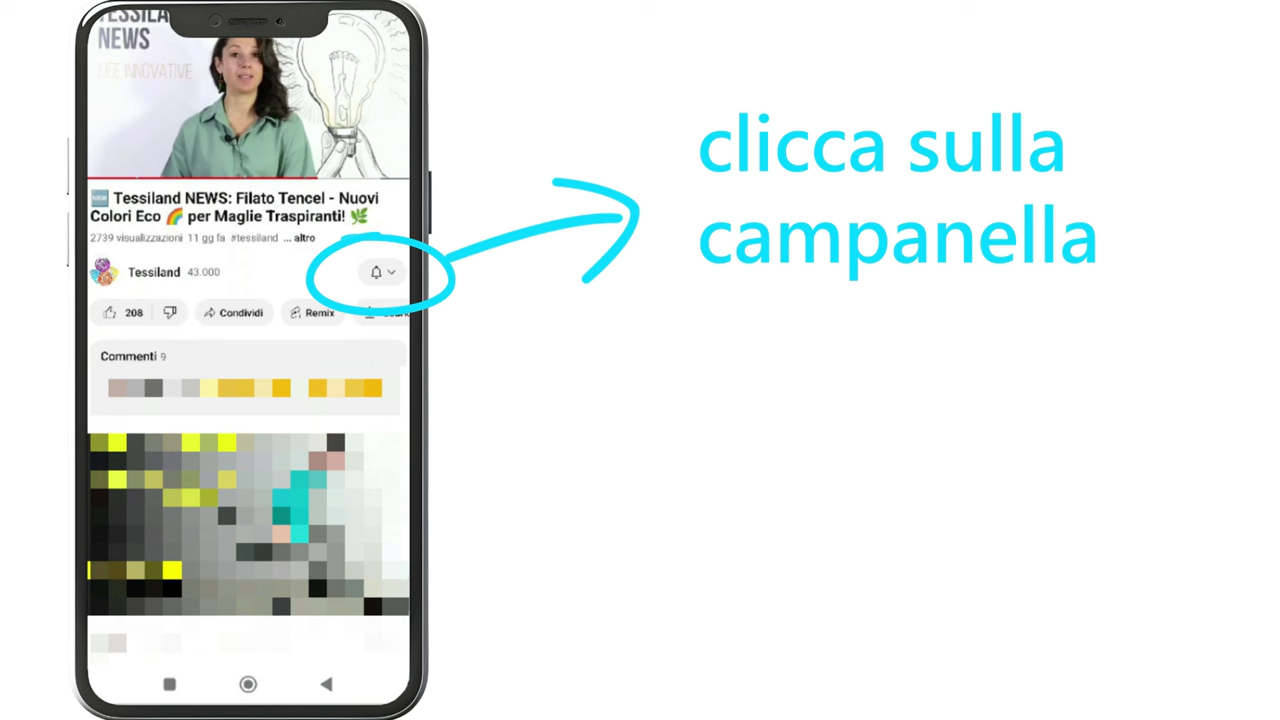 TESSILA
NEWS
IDEE INNOVATIVE
🆕 Tessiland NEWS: Filato Tencel - Nuovi
Colori Eco 🌈 per Maglie Traspiranti! 🌿
2739 visualizzazioni 11 gg fa #tessiland ... altro
Tessiland 43.000
208 Condividi Remix
Commenti 9
clicca sulla
campanella